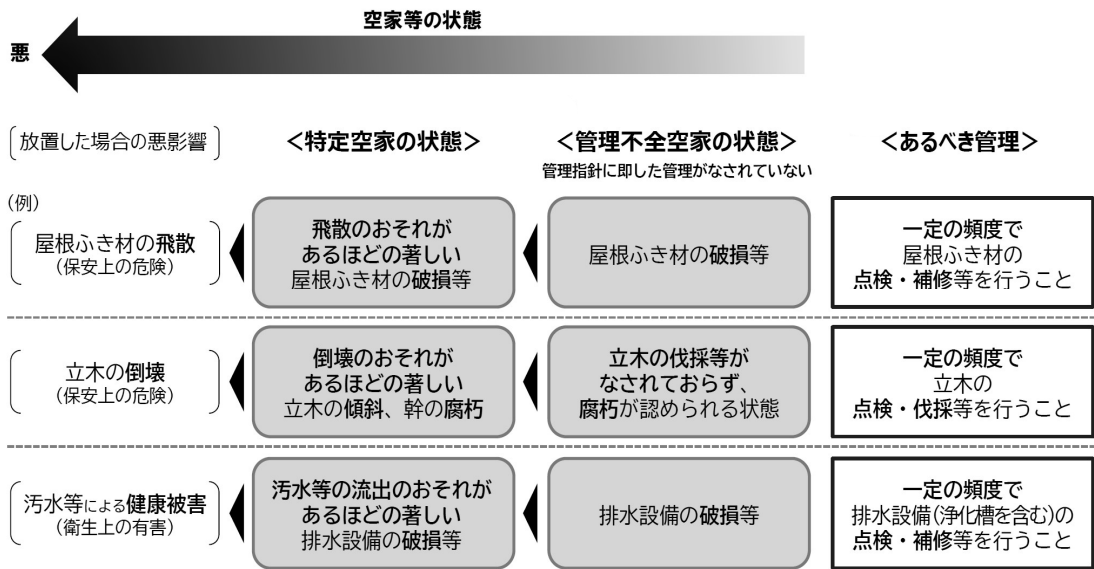 空家等の状態
悪
放置した場合の悪影響
<特定空家の状態>
<管理不全空家の状態>
管理指針に即した管理がなされていない
<あるべき管理>
(例)
屋根ふき材の飛散
(保安上の危険)
飛散のおそれが
あるほどの著しい
屋根ふき材の破損等
屋根ふき材の破損等
一定の頻度で
屋根ふき材の
点検・補修等を行うこと
立木の倒壊
(保安上の危険)
倒壊のおそれが
あるほどの著しい
立木の傾斜、幹の腐朽
立木の伐採等が
なされておらず、
腐朽が認められる状態
一定の頻度で
立木の
点検・伐採等を行うこと
汚水等による健康被害
(衛生上の有害)
汚水等の流出のおそれが
あるほどの著しい
排水設備の破損等
排水設備の破損等
一定の頻度で
排水設備(浄化槽を含む)の
点検・補修等を行うこと